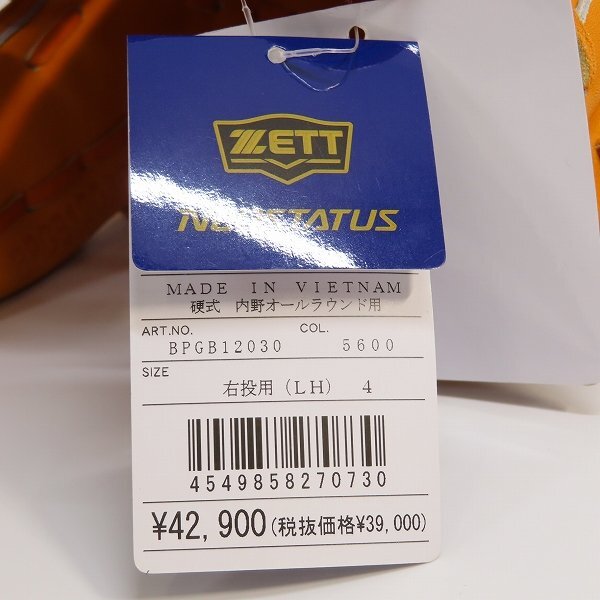 ZETT
NEOSTATUS
MADE IN VIETNAM
硬式 内野オールラウンド用
ART.NO. COL.
BPGB12030 5600
SIZE
右投用(LH) 4
4549858270730
¥42,900(税抜価格¥39,000)